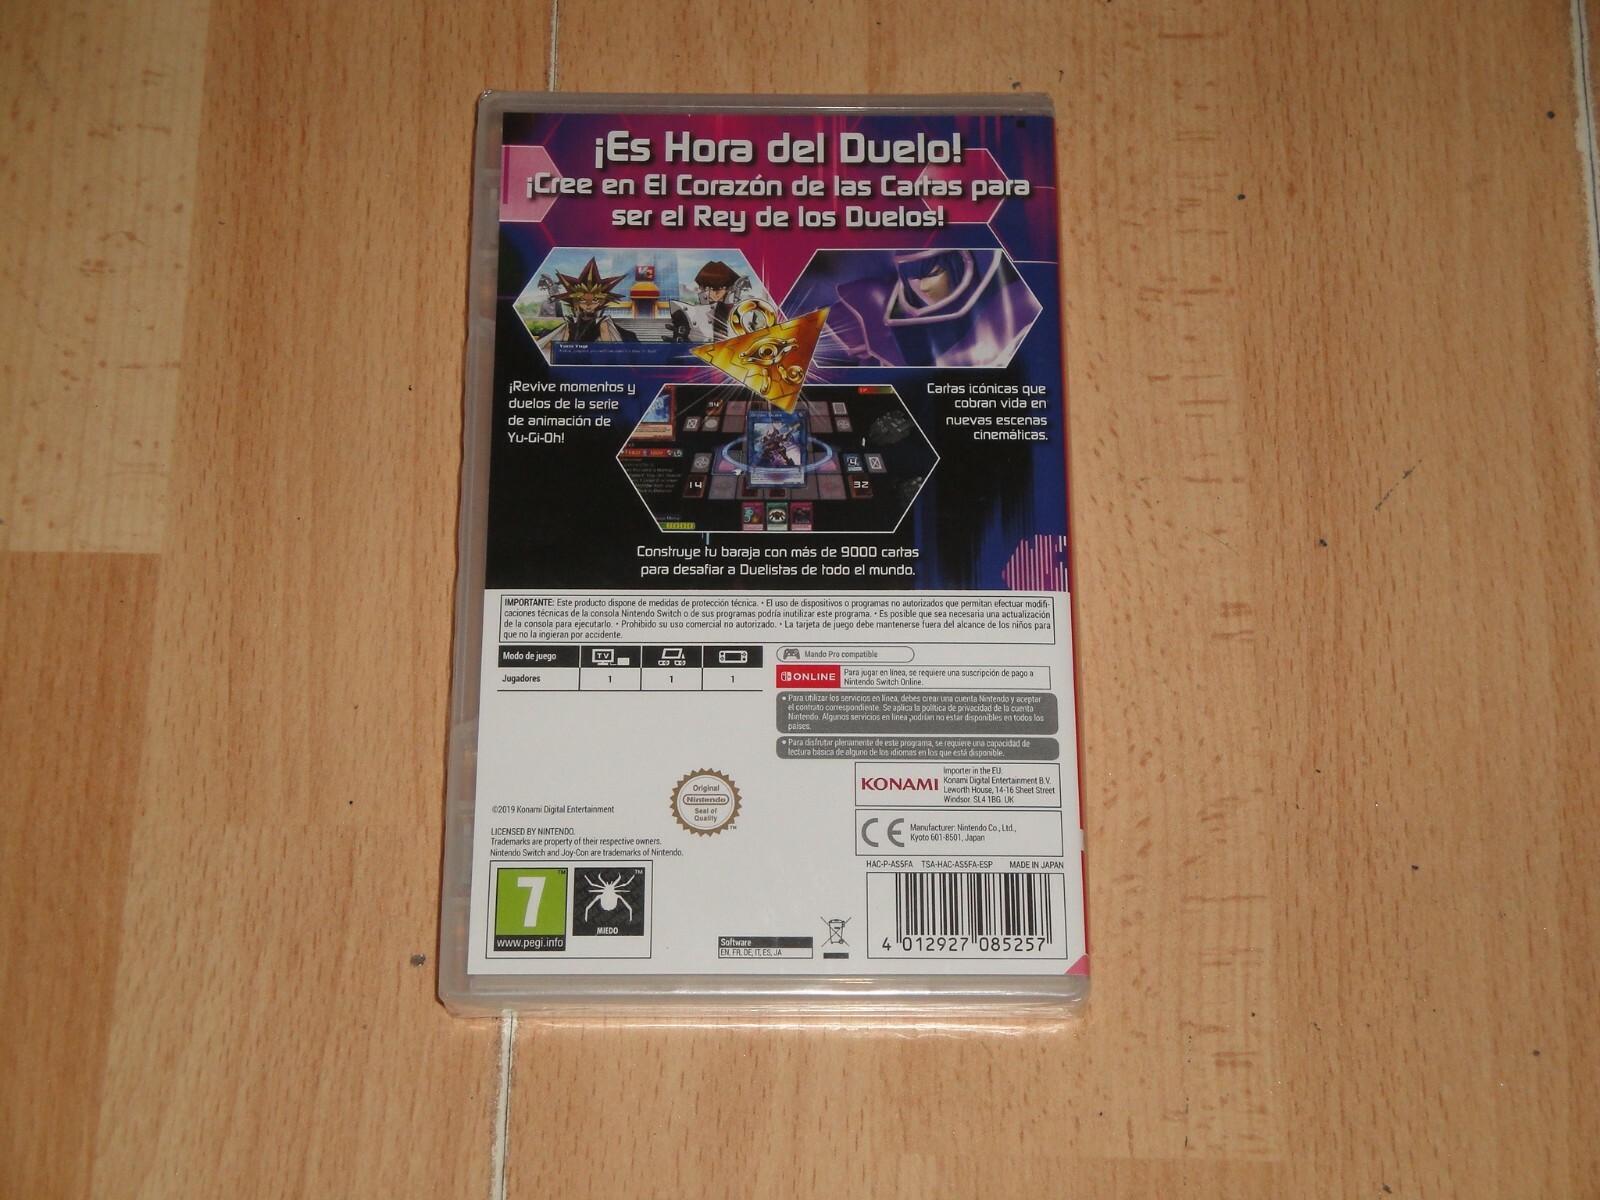 ¡Es Hora del Duelo!
¡Cree en El Corazón de las Cartas para
ser el Rey de los Duelos!
Yami Yugi
¡Revive momentos y
duelos de la serie
de animación de
Yu-Gi-Oh!
Cartas icónicas que
cobran vida en
nuevas escenas
cinemáticas.
14
32
Construye tu baraja con más de 9000 cartas
para desafiar a Duelistas de todo el mundo.
IMPORTANTE: Este producto dispone de medidas de protección técnica. • El uso de dispositivos o programas no autorizados que permitan efectuar modifi-
caciones técnicas de la consola Nintendo Switch o de sus programas podría inutilizar este programa. • Es posible que sea necesaria una actualización
de la consola para ejecutarlo. • Prohibido su uso comercial no autorizado. • La tarjeta de juego debe mantenerse fuera del alcance de los niños para
que no la ingieran por accidente.
Modo de juego TV
Jugadores 1 1 1
Mando Pro compatible
ONLINE
Para jugar en línea, se requiere una suscripción de pago a
Nintendo Switch Online.
• Para utilizar los servicios en línea, debes crear una cuenta Nintendo y aceptar
el contrato correspondiente. Se aplica la política de privacidad de la cuenta
Nintendo. Algunos servicios en línea podrían no estar disponibles en todos los
países.
• Para disfrutar plenamente de este programa, se requiere una capacidad de
lectura básica de alguno de los idiomas en los que está disponible.
©2019 Konami Digital Entertainment
LICENSED BY NINTENDO.
Trademarks are property of their respective owners.
Nintendo Switch and Joy-Con are trademarks of Nintendo.
Original
Nintendo
Seal of
Quality
TM
KONAMI
Importer in the EU:
Konami Digital Entertainment B.V.
Leworth House, 14-16 Sheet Street
Windsor. SL4 1BG. UK
CE
Manufacturer: Nintendo Co., Ltd.,
Kyoto 601-8501, Japan
HAC-P-AS5FA TSA-HAC-AS5FA-ESP MADE IN JAPAN
7
www.pegi.info
MIEDO
Software
EN, FR, DE, IT, ES, JA
4 012927 085257